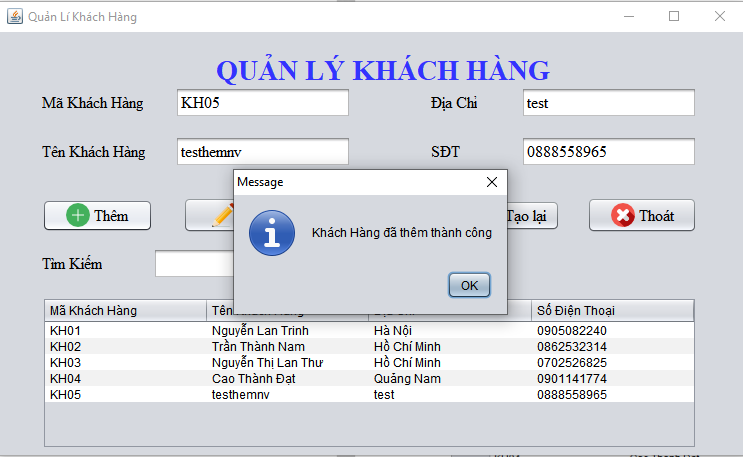 Quản Lí Khách Hàng
QUẢN LÝ KHÁCH HÀNG
Mã Khách Hàng KH05 Địa Chỉ test
Tên Khách Hàng testhemnv SĐT 0888558965
Message
Thêm Tạo lại Thoát
Khách Hàng đã thêm thành công
Tìm Kiếm
OK
Mã Khách Hàng Số Điện Thoại
KH01 Nguyễn Lan Trinh Hà Nội 0905082240
KH02 Trần Thành Nam Hồ Chí Minh 0862532314
KH03 Nguyễn Thị Lan Thư Hồ Chí Minh 0702526825
KH04 Cao Thành Đạt Quảng Nam 0901141774
KH05 testhemnv test 0888558965